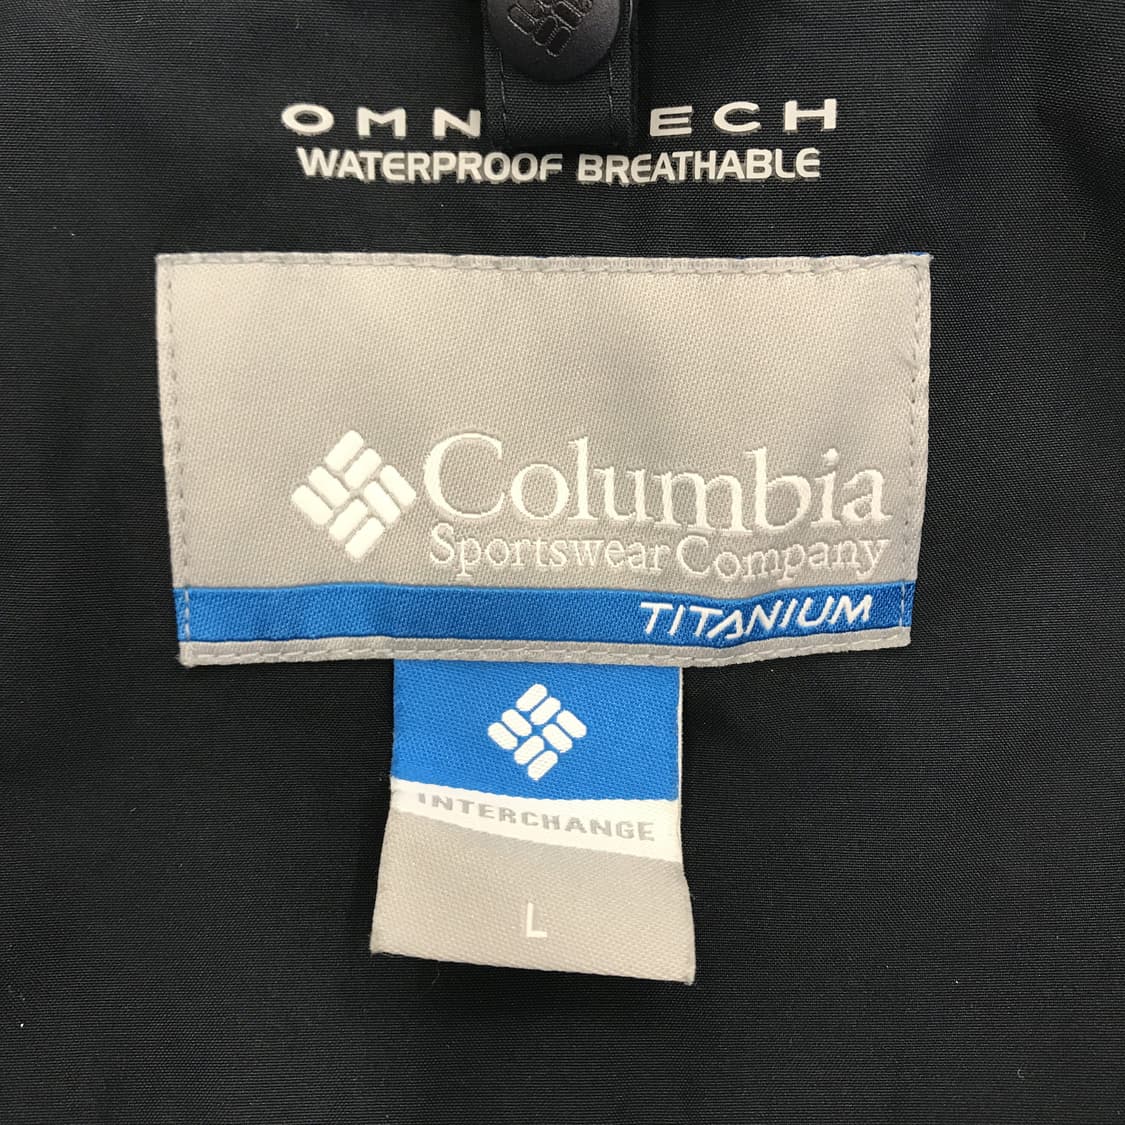 OMN ECH
WATERPROOF BREATHABLE
Columbia
Sportswear Company
TITANIUM
INTERCHANGE
L